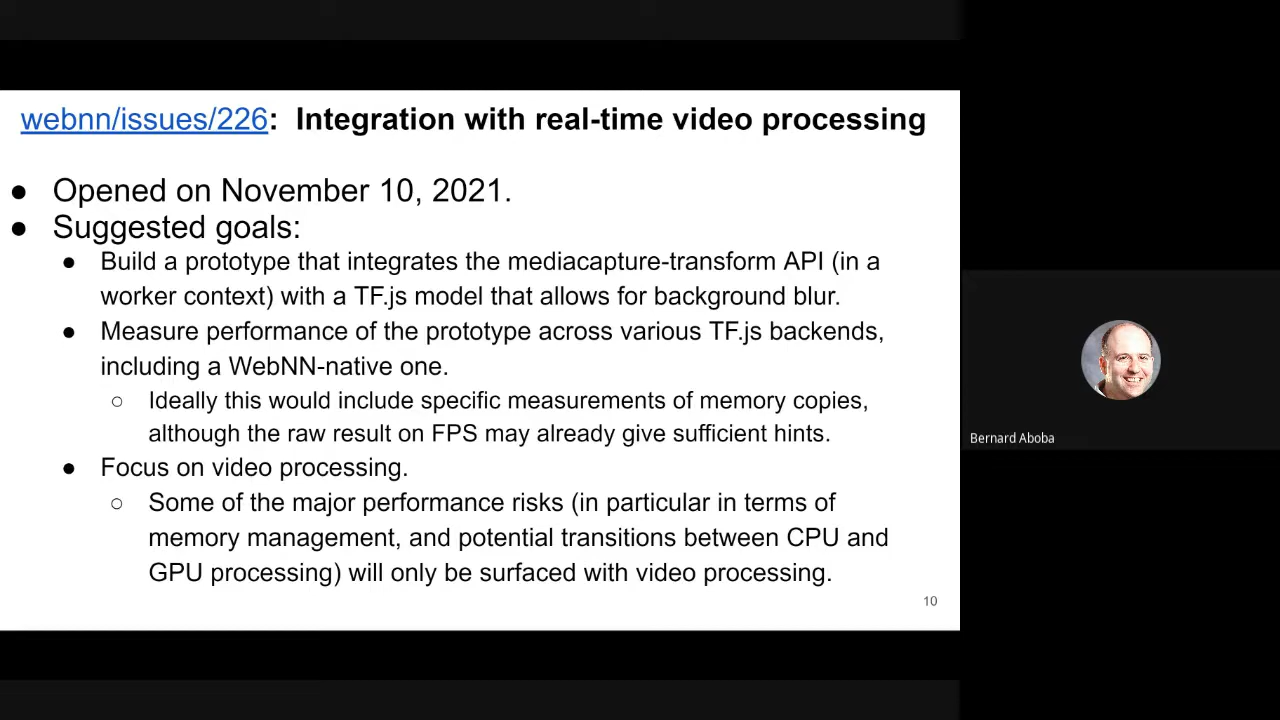 webnn/issues/226: Integration with real-time video processing
● Opened on November 10, 2021.
● Suggested goals:
● Build a prototype that integrates the mediacapture-transform API (in a
worker context) with a TF.js model that allows for background blur.
● Measure performance of the prototype across various TF.js backends,
including a WebNN-native one.
○ Ideally this would include specific measurements of memory copies,
although the raw result on FPS may already give sufficient hints.
● Focus on video processing.
○ Some of the major performance risks (in particular in terms of
memory management, and potential transitions between CPU and
GPU processing) will only be surfaced with video processing.
10
Bernard Aboba